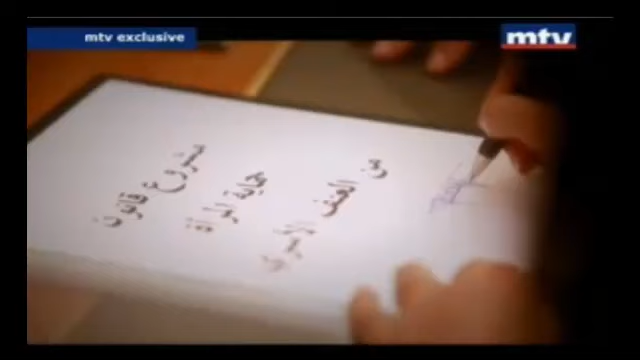 mtv exclusive
mtv
مشروع قانون
حماية المرأة
من العنف الأسري